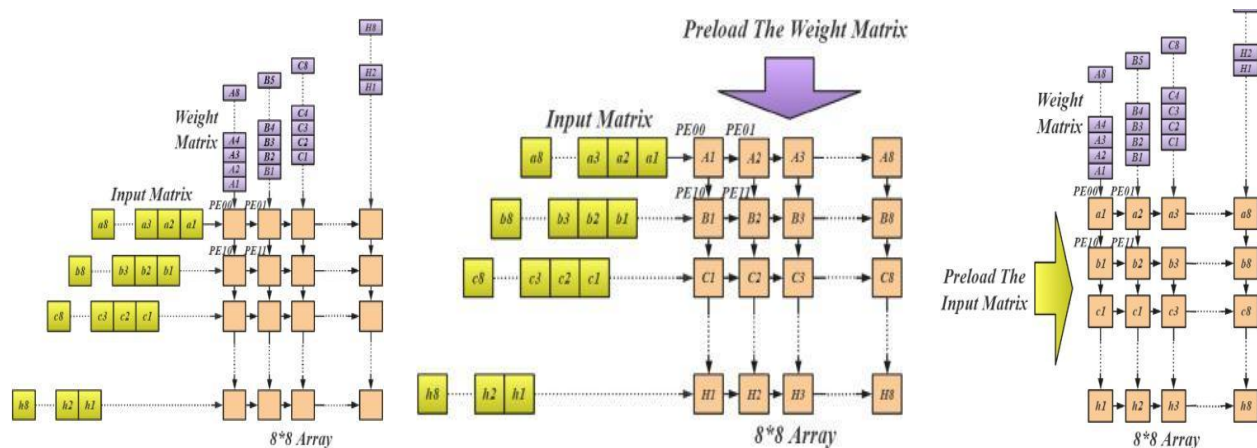 H8
B5
C8
H2
H1
A8
Weight
Matrix
B4
C4
B3
C3
A4
B2
C2
A3
B1
C1
A2
A1
Input Matrix
PE00 PE01
a8 a3 a2 a1
PE10 PE11
b8 b3 b2 b1
c8 c3 c2 c1
h8 h2 h1
8*8 Array
Preload The Weight Matrix
Input Matrix
PE00 PE01
a8 a3 a2 a1 A1 A2 A3 A8
PE10 PE11
b8 b3 b2 b1 B1 B2 B3 B8
c8 c3 c2 c1 C1 C2 C3 C8
h8 h2 h1 H1 H2 H3 H8
8*8 Array
C8
H2
B5
H1
A8
Weight
Matrix
C4
B4
C3
A4
B3
C2
A3
B2
C1
A2
B1
A1
PE00 PE01
a1 a2 a3 a8
PE10 PE11
b1 b2 b3 b8
Preload The
Input Matrix
c1 c1 c3 c8
h1 h2 h3 h8
8*8 Array